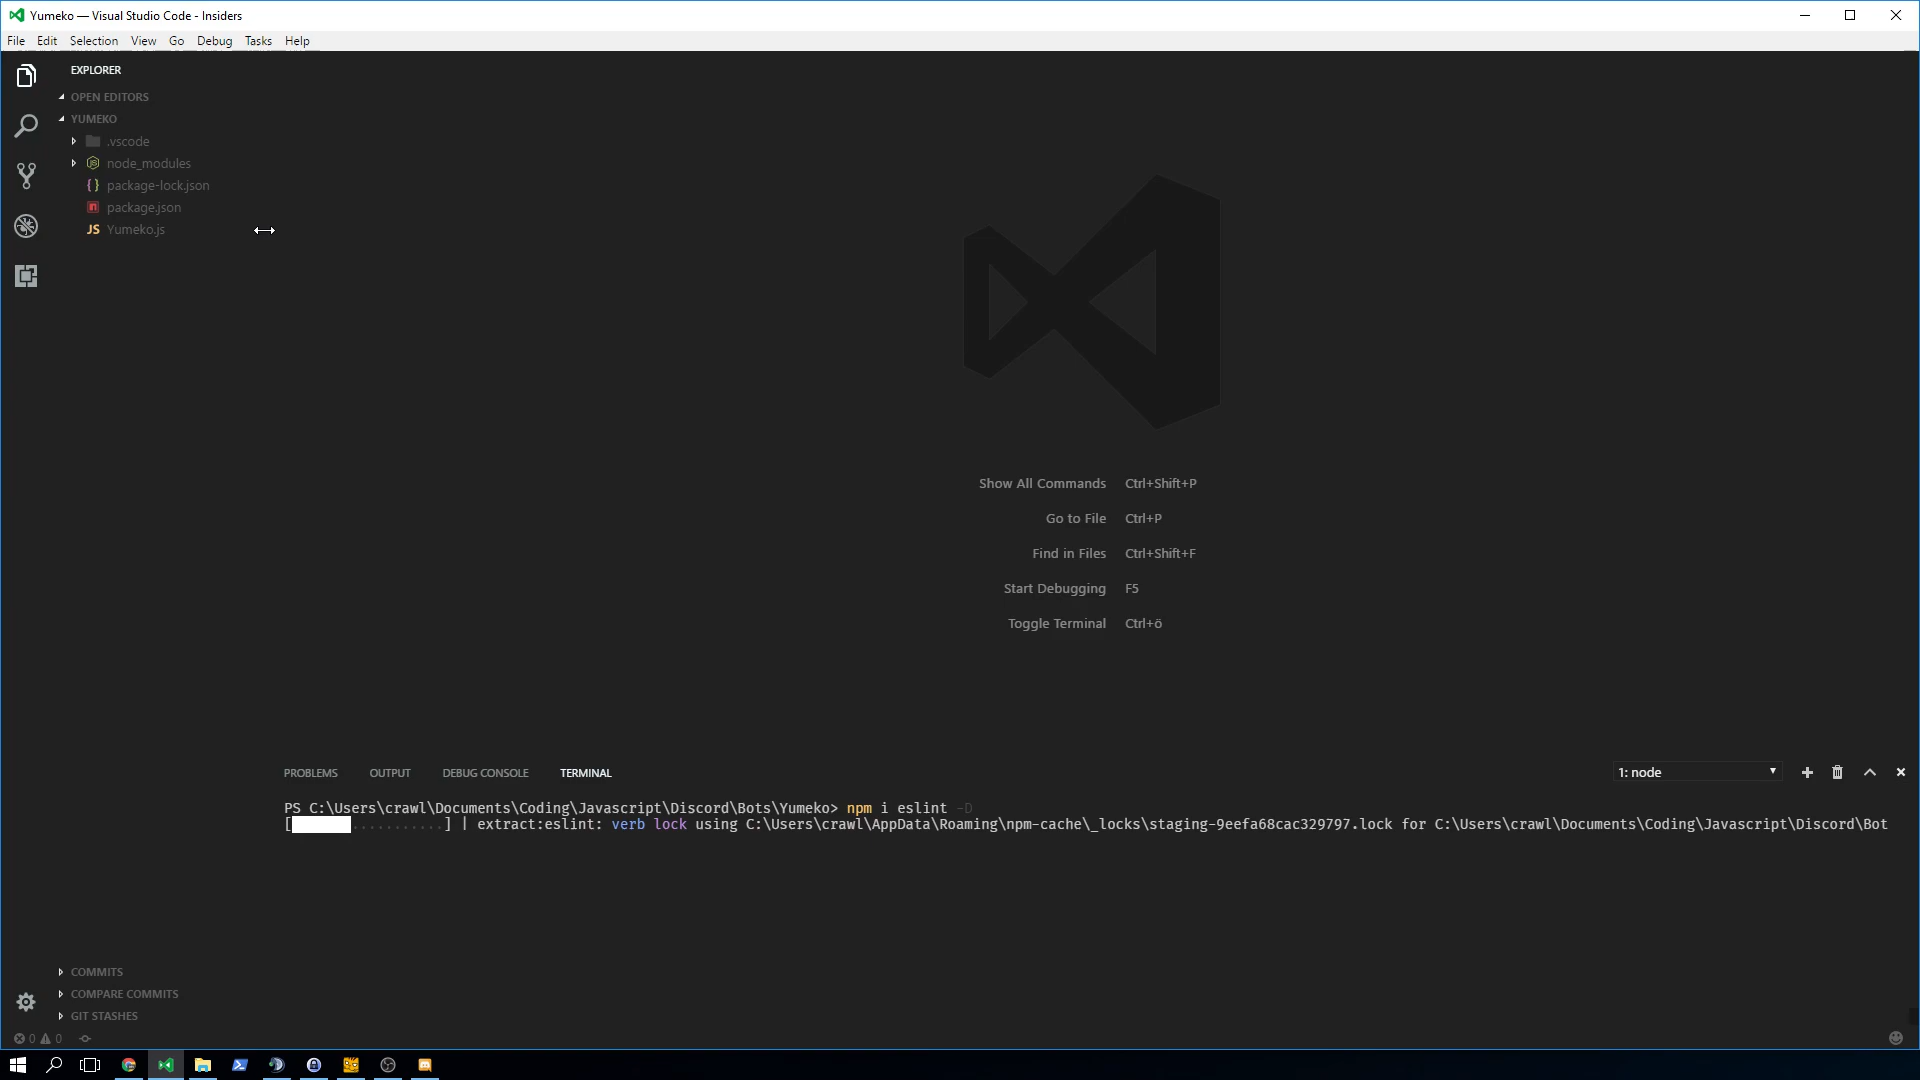 Yumeko — Visual Studio Code - Insiders
File Edit Selection View Go Debug Tasks Help
EXPLORER
OPEN EDITORS
YUMEKO
.vscode
node_modules
package-lock.json
package.json
JS Yumeko.js
Show All Commands Ctrl+Shift+P
Go to File Ctrl+P
Find in Files Ctrl+Shift+F
Start Debugging F5
Toggle Terminal Ctrl+ö
PROBLEMS OUTPUT DEBUG CONSOLE TERMINAL 1: node
PS C:\Users\crawl\Documents\Coding\Javascript\Discord\Bots\Yumeko> npm i eslint -D
[ ...........] | extract:eslint: verb lock using C:\Users\crawl\AppData\Roaming\npm-cache\_locks\staging-9eefa68cac329797.lock for C:\Users\crawl\Documents\Coding\Javascript\Discord\Bot
COMMITS
COMPARE COMMITS
GIT STASHES
0 0